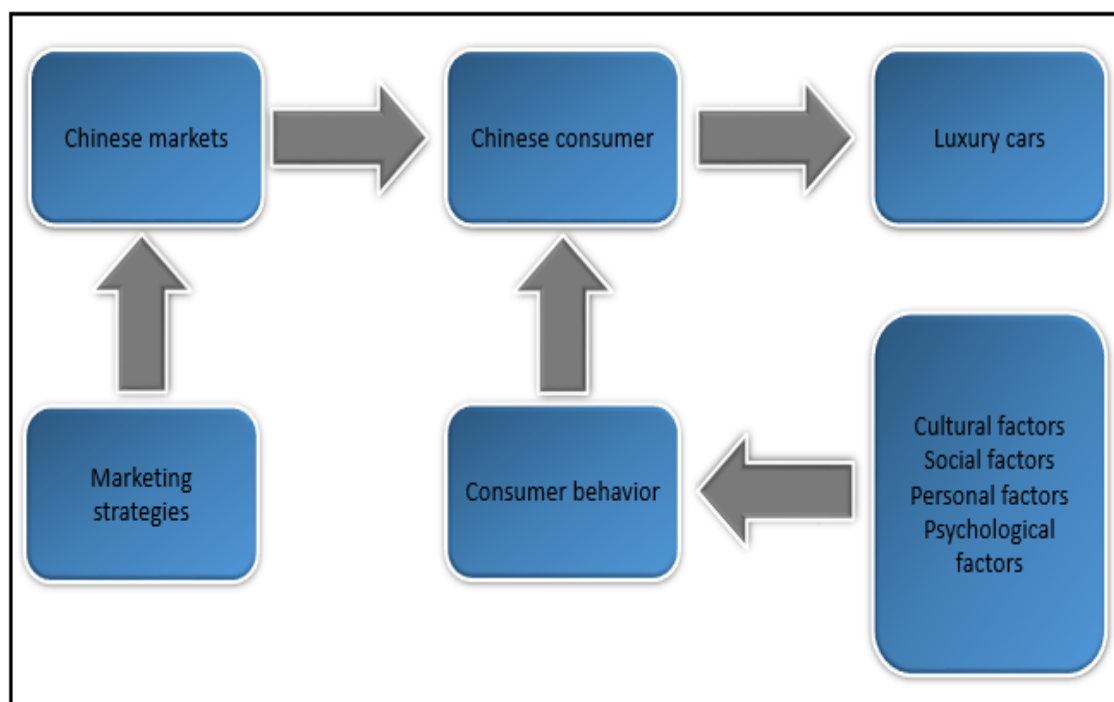 Chinese markets
Chinese consumer
Luxury cars
Marketing
strategies
Consumer behavior
Cultural factors
Social factors
Personal factors
Psychological
factors